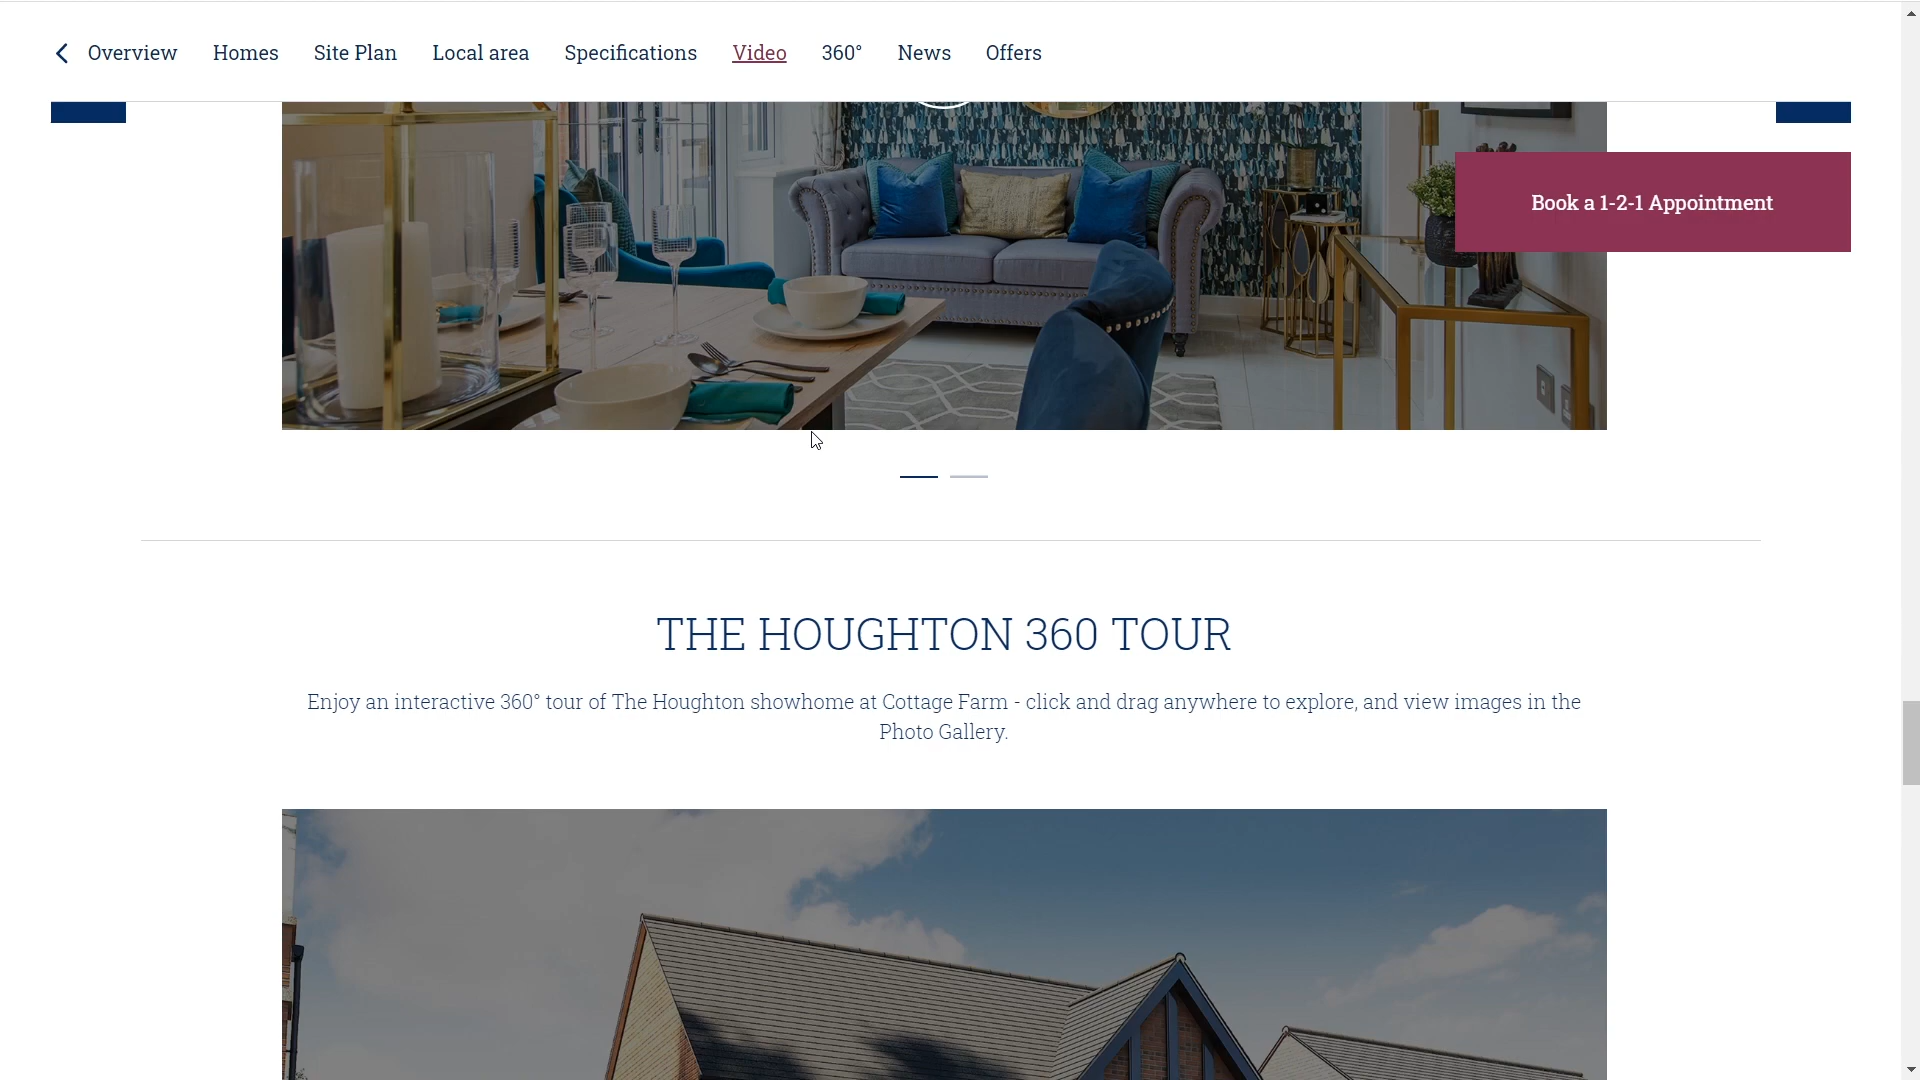 Overview Homes Site Plan Local area Specifications Video 360° News Offers
Book a 1-2-1 Appointment
THE HOUGHTON 360 TOUR
Enjoy an interactive 360° tour of The Houghton showhome at Cottage Farm - click and drag anywhere to explore, and view images in the
Photo Gallery.